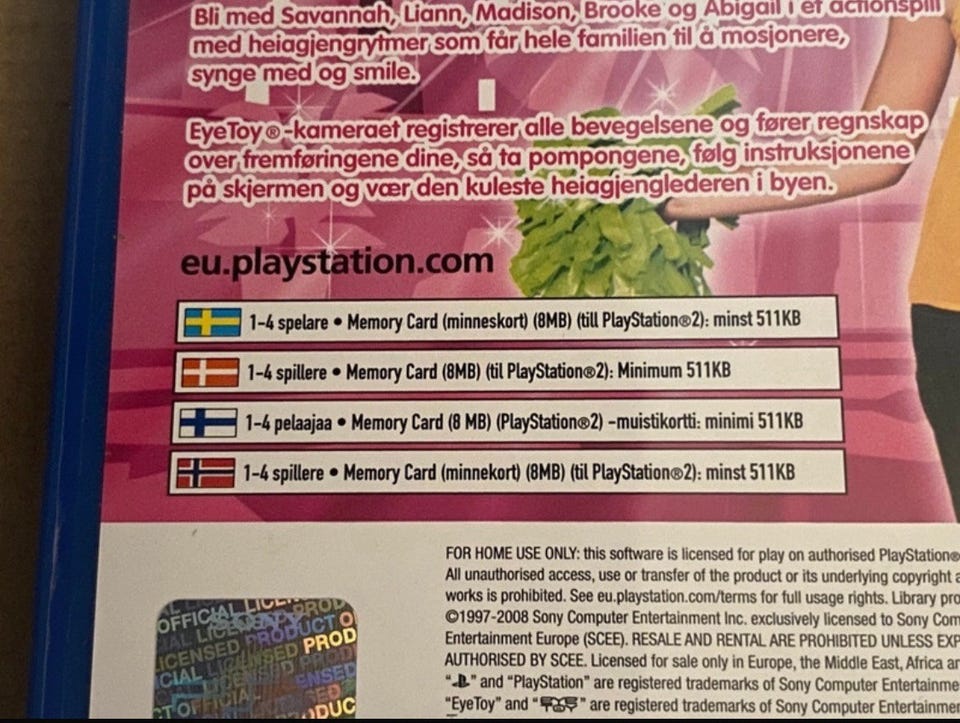 Bli med Savannah, Liann, Madison, Brooke og Abigail i et actionspill
med heiagjengrytmer som får hele familien til å mosjonere,
synge med og smile.
EyeToy®-kameraet registrerer alle bevegelsene og fører regnskap
over fremføringene dine, så ta pompongene, følg instruksjonene
på skjermen og vær den kuleste heiagjenglederen i byen.
eu.playstation.com
1-4 spelare • Memory Card (minneskort) (8MB) (till PlayStation®2): minst 511KB
1-4 spillere • Memory Card (8MB) (til PlayStation®2): Minimum 511KB
1-4 pelaajaa • Memory Card (8 MB) (PlayStation®2) -muistikortti: minimi 511KB
1-4 spillere • Memory Card (minnekort) (8MB) (til PlayStation®2): minst 511KB
FOR HOME USE ONLY: this software is licensed for play on authorised PlayStation®
All unauthorised access, use or transfer of the product or its underlying copyright
works is prohibited. See eu.playstation.com/terms for full usage rights. Library
©1997-2008 Sony Computer Entertainment Inc. exclusively licensed to Sony
Entertainment Europe (SCEE). RESALE AND RENTAL ARE PROHIBITED UNLESS
AUTHORISED BY SCEE. Licensed for sale only in Europe, the Middle East, Africa
" " and "PlayStation" are registered trademarks of Sony Computer
"EyeToy" and " " are registered trademarks of Sony Computer
OFFICIAL
SONY PROD
PRODUCT
LICENSED PROD
OFFICIAL